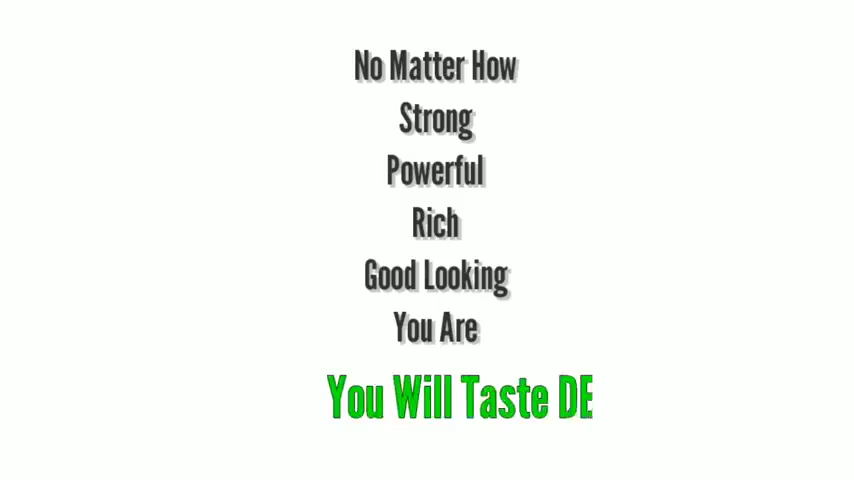 No Matter How
Strong
Powerful
Rich
Good Looking
You Are
You Will Taste DE